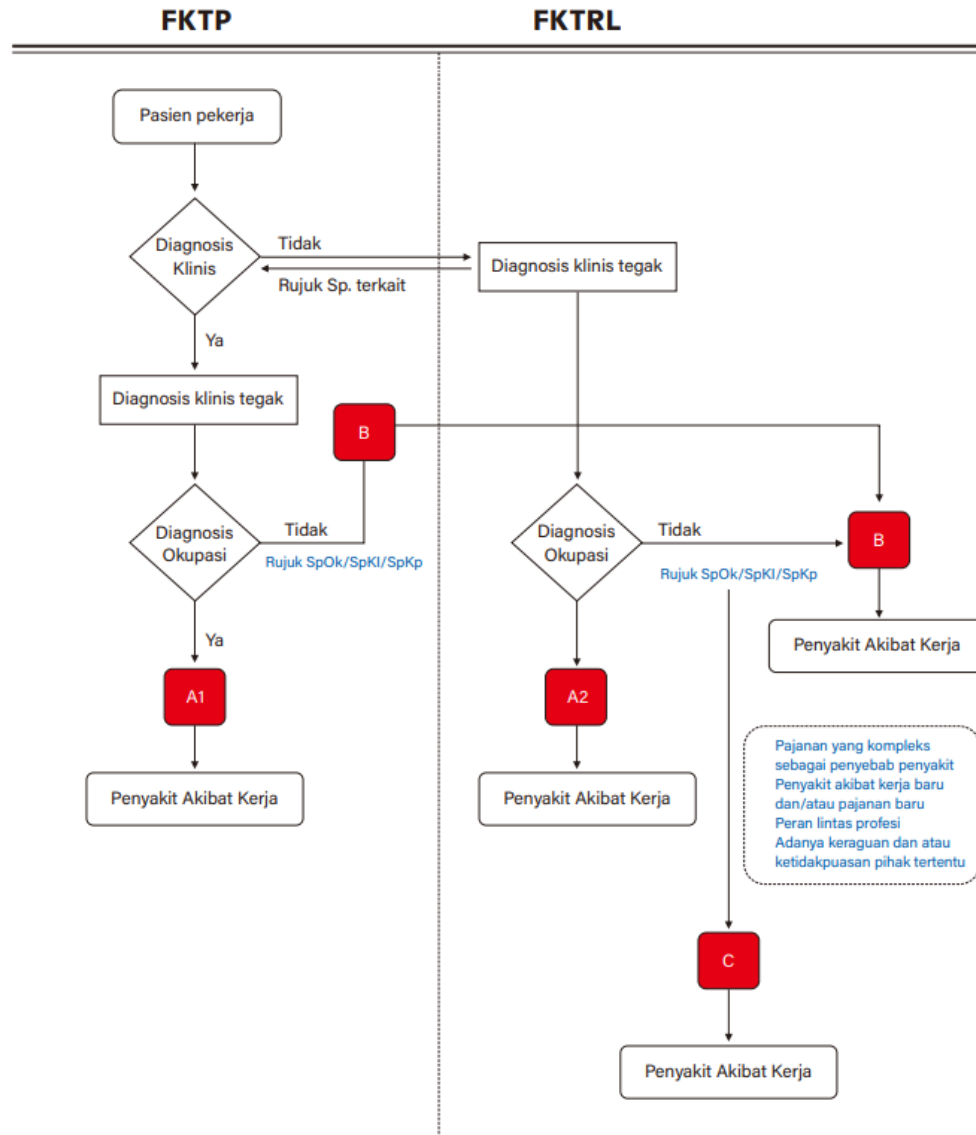 FKTP
FKTRL
Pasien pekerja
Diagnosis
Klinis
Tidak
Rujuk Sp. terkait
Diagnosis klinis tegak
Ya
Diagnosis klinis tegak
B
Diagnosis
Okupasi
Tidak
Rujuk SpOk/SpKI/SpKp
Diagnosis
Okupasi
Tidak
Rujuk SpOk/SpKI/SpKp
B
Penyakit Akibat Kerja
Ya
A1
Penyakit Akibat Kerja
A2
Penyakit Akibat Kerja
Pajanan yang kompleks
sebagai penyebab penyakit
Penyakit akibat kerja baru
dan/atau pajanan baru
Peran lintas profesi
Adanya keraguan dan atau
ketidakpuasan pihak tertentu
C
Penyakit Akibat Kerja